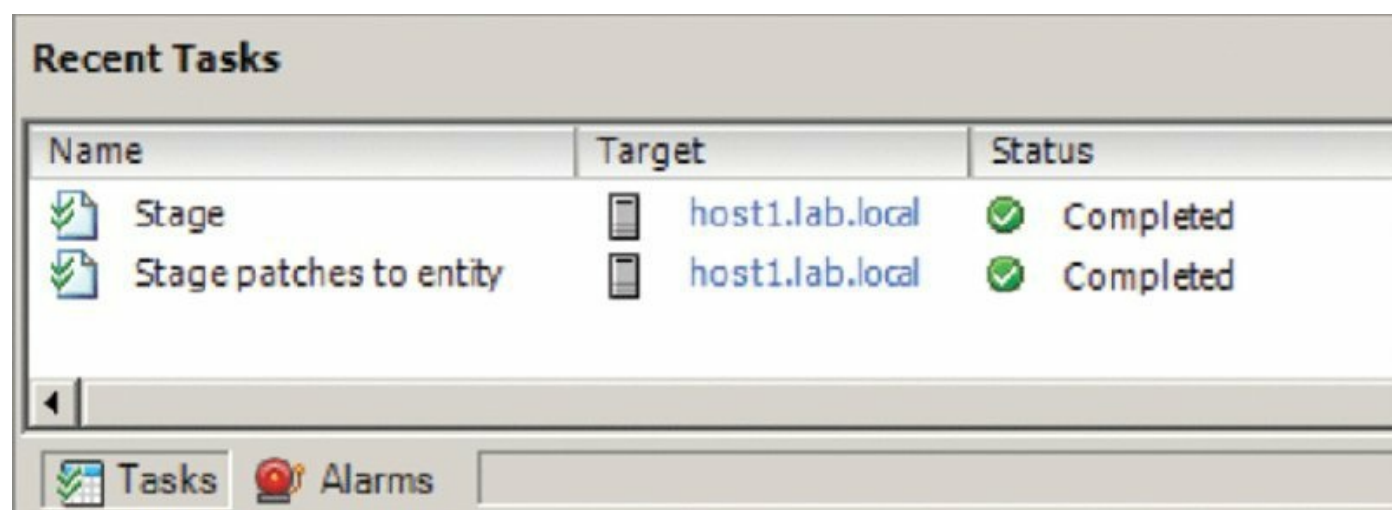 Recent Tasks
Name Target Status
Stage host1.lab.local Completed
Stage patches to entity host1.lab.local Completed
Tasks Alarms